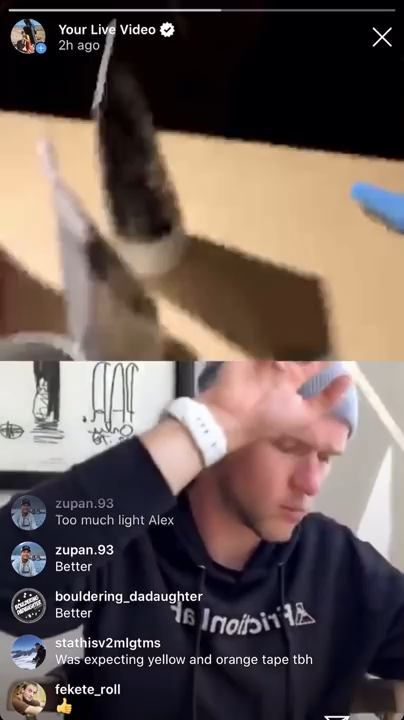 Your Live Video
2h ago
zupan.93
Too much light Alex
zupan.93
Better
bouldering_dadaughter
Better
stathisv2mlgtms
Was expecting yellow and orange tape tbh
fekete_roll
👍
FrictionLab